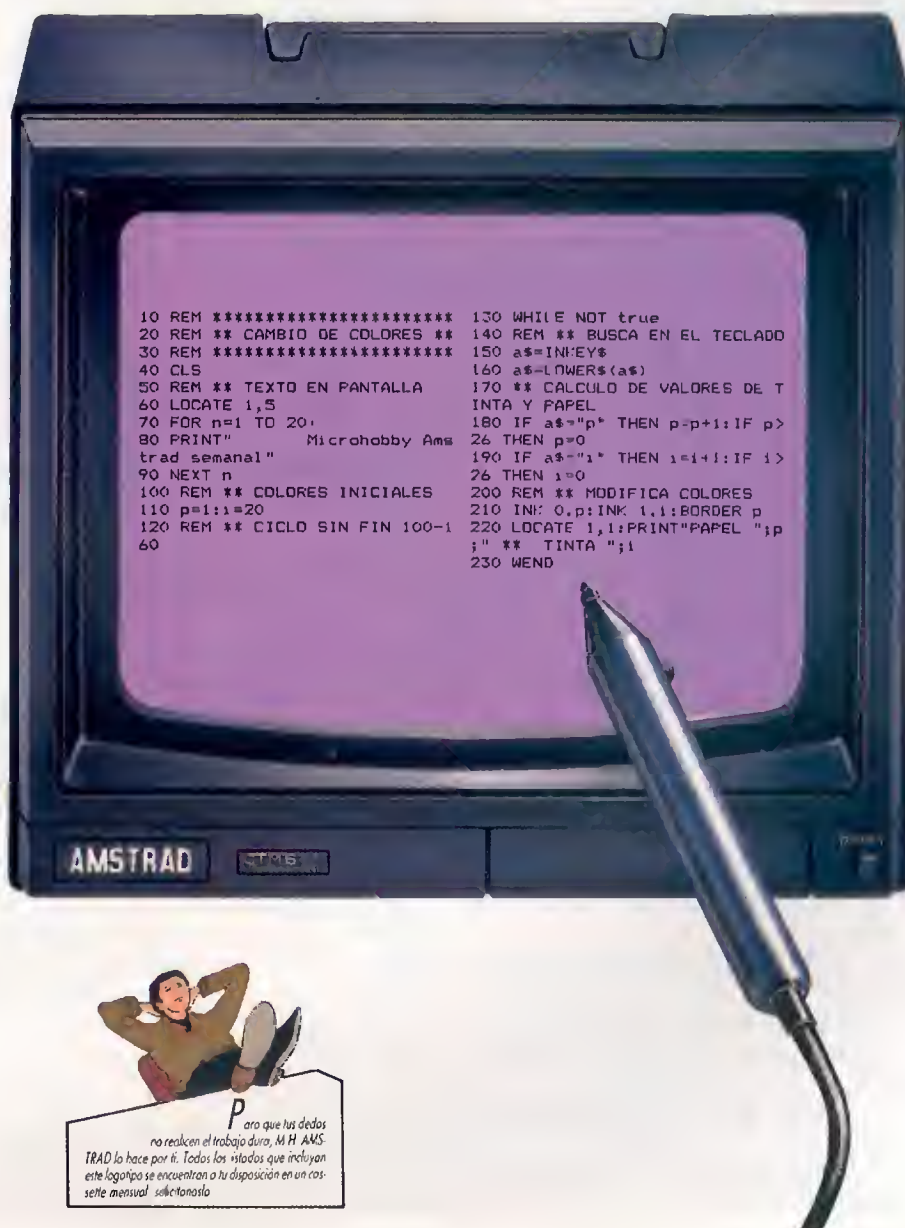 10 REM **********************
20 REM ** CAMBIO DE COLORES **
30 REM **********************
40 CLS
50 REM ** TEXTO EN PANTALLA
60 LOCATE 1,5
70 FOR n=1 TO 20
80 PRINT"        Microhobby Ams
trad semanal"
90 NEXT n
100 REM ** COLORES INICIALES
110 p=1:i=20
120 REM ** CICLO SIN FIN 100-1
60
130 WHILE NOT true
140 REM ** BUSCA EN EL TECLADO
150 a$=INKEY$
160 a$=LOWER$(a$)
170 ** CALCULO DE VALORES DE T
INTA Y PAPEL
180 IF a$="p" THEN p=p+1:IF p>
26 THEN p=0
190 IF a$="i" THEN i=i+1:IF i>
26 THEN i=0
200 REM ** MODIFICA COLORES
210 INK 0,p:INK 1,i:BORDER p
220 LOCATE 1,1:PRINT"PAPEL ";p
;" **  TINTA ";i
230 WEND
AMSTRAD
Para que tus dedos
no realicen el trabajo duro, M.H. AMS-
TRAD lo hace por ti. Todos los listados que incluyan
este logotipo se encuentran a tu disposición en un cas-
sette mensual solicítanoslo